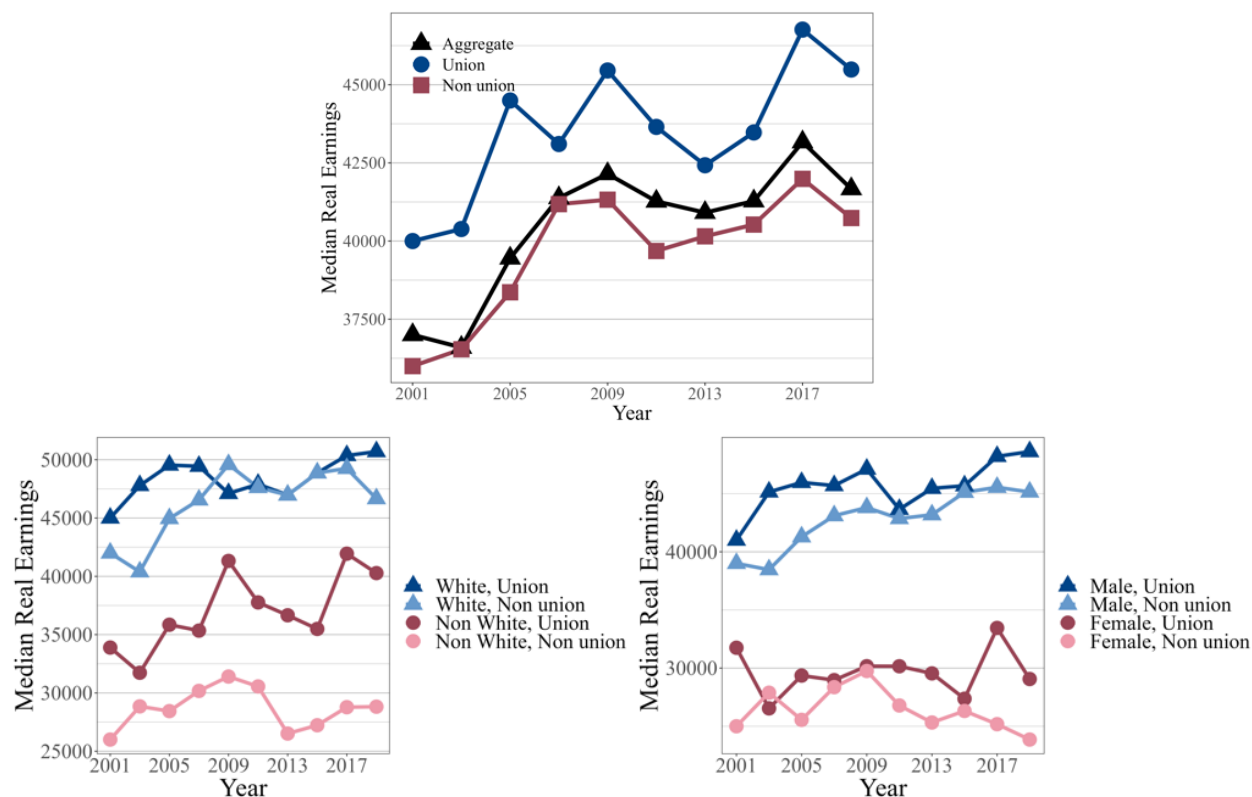 Aggregate
Union
Non union
Median Real Earnings
45000
42500
40000
37500
2001
2005
2009
2013
2017
Year
Median Real Earnings
50000
45000
40000
35000
30000
25000
2001
2005
2009
2013
2017
Year
White, Union
White, Non union
Non White, Union
Non White, Non union
Median Real Earnings
40000
30000
2001
2005
2009
2013
2017
Year
Male, Union
Male, Non union
Female, Union
Female, Non union